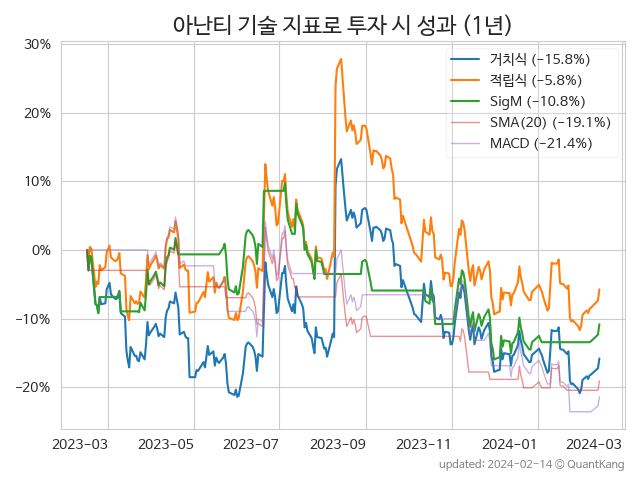 아난티 기술 지표로 투자 시 성과 (1년)
30%
20%
10%
0%
−10%
−20%
거치식 (−15.8%)
적립식 (−5.8%)
SigM (−10.8%)
SMA(20) (−19.1%)
MACD (−21.4%)
2023-03
2023-05
2023-07
2023-09
2023-11
2024-01
2024-03
updated: 2024-02-14 ⓒ QuantKang